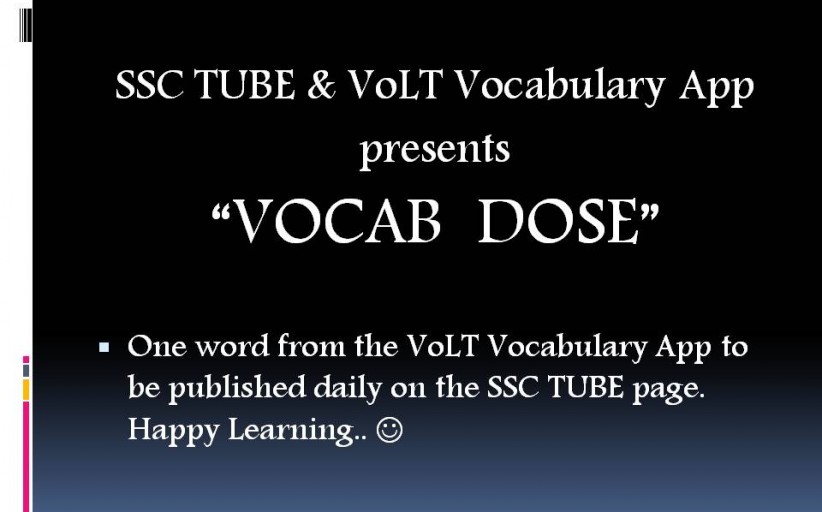 SSC TUBE & VoLT Vocabulary App
presents
“VOCAB DOSE”
▪ One word from the VoLT Vocabulary App to
be published daily on the SSC TUBE page.
Happy Learning.. ☺